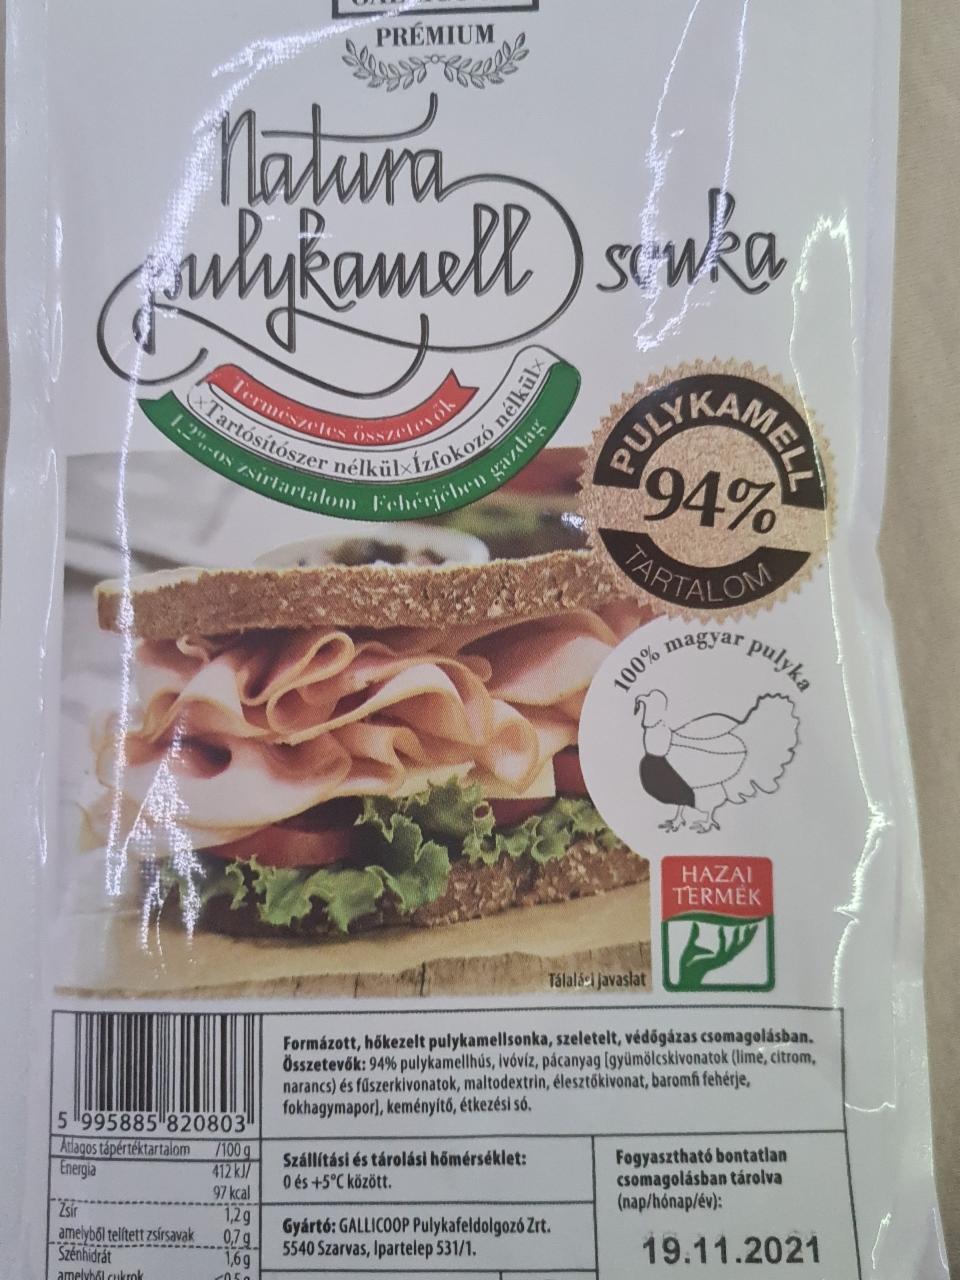 PRÉMIUM
Natura
pulykamell sonka
Természetes összetevők
×Tartósítószer nélkül×Ízfokozó nélkül×
1,2%-os zsírtartalom Fehérjében gazdag
PULYKAMELL
94%
TARTALOM
100% magyar pulyka
HAZAI
TERMÉK
Tálalási javaslat
Formázott, hőkezelt pulykamellsonka, szeletelt, védőgázas csomagolásban.
Összetevők: 94% pulykamellhús, ivóvíz, pácanyag [gyümölcskivonatok (lime, citrom,
narancs) és fűszerkivonatok, maltodextrin, élesztőkivonat, baromfi fehérje,
fokhagymapor], keményítő, étkezési só.
5 995885 820803
Átlagos tápértéktartalom /100 g
Energia 412 kJ/
97 kcal
Zsír 1,2 g
amelyből telített zsírsavak 0,7 g
Szénhidrát 1,6 g
amelyből cukrok <0,5 g
Szállítási és tárolási hőmérséklet:
0 és +5°C között.
Gyártó: GALLICOOP Pulykafeldolgozó Zrt.
5540 Szarvas, Ipartelep 531/1.
Fogyasztható bontatlan
csomagolásban tárolva
(nap/hónap/év):
19.11.2021